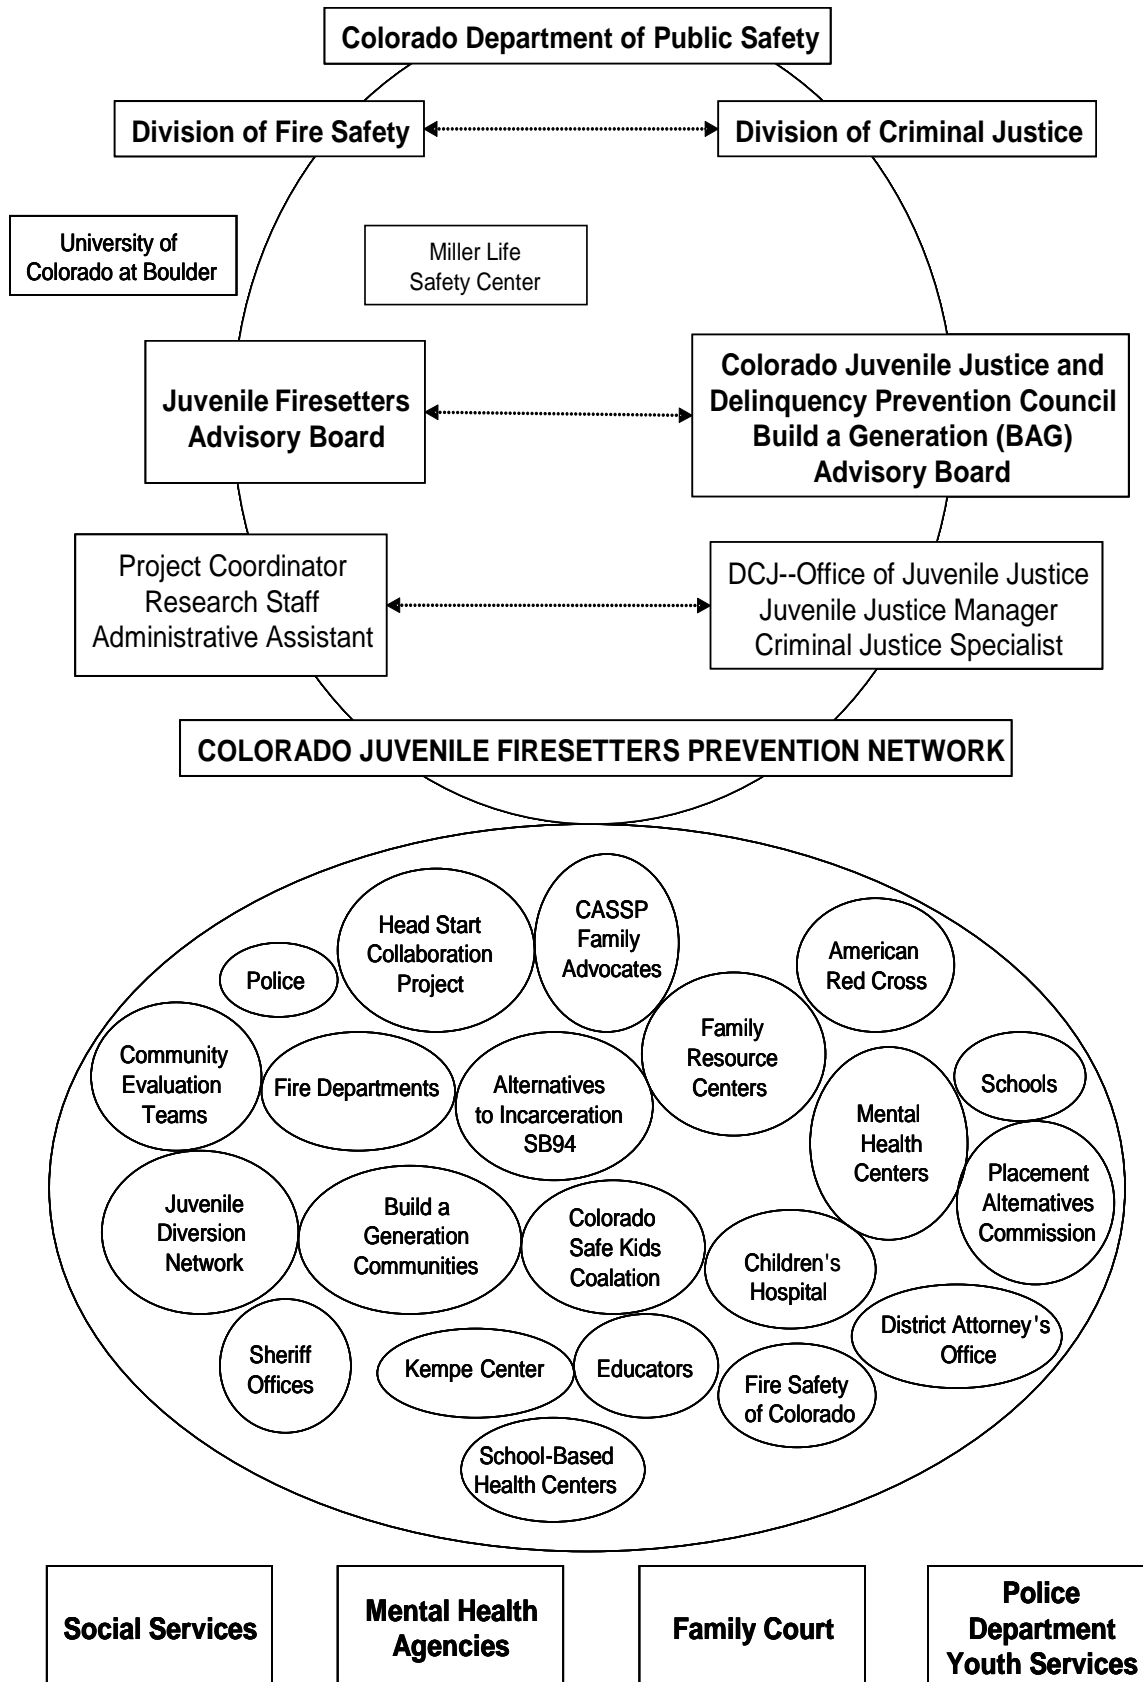 Colorado Department of Public Safety
Division of Fire Safety
Division of Criminal Justice
University of
Colorado at Boulder
Miller Life
Safety Center
Juvenile Firesetters
Advisory Board
Colorado Juvenile Justice and
Delinquency Prevention Council
Build a Generation (BAG)
Advisory Board
Project Coordinator
Research Staff
Administrative Assistant
DCJ--Office of Juvenile Justice
Juvenile Justice Manager
Criminal Justice Specialist
COLORADO JUVENILE FIRESETTERS PREVENTION NETWORK
Head Start
Collaboration
Project
CASSP
Family
Advocates
American
Red Cross
Police
Community
Evaluation
Teams
Fire Departments
Alternatives
to Incarceration
SB94
Family
Resource
Centers
Schools
Mental
Health
Centers
Placement
Alternatives
Commission
Juvenile
Diversion
Network
Build a
Generation
Communities
Colorado
Safe Kids
Coalation
Children's
Hospital
District Attorney's
Office
Sheriff
Offices
Kempe Center
Educators
Fire Safety
of Colorado
School-Based
Health Centers
Social Services
Mental Health
Agencies
Family Court
Police
Department
Youth Services